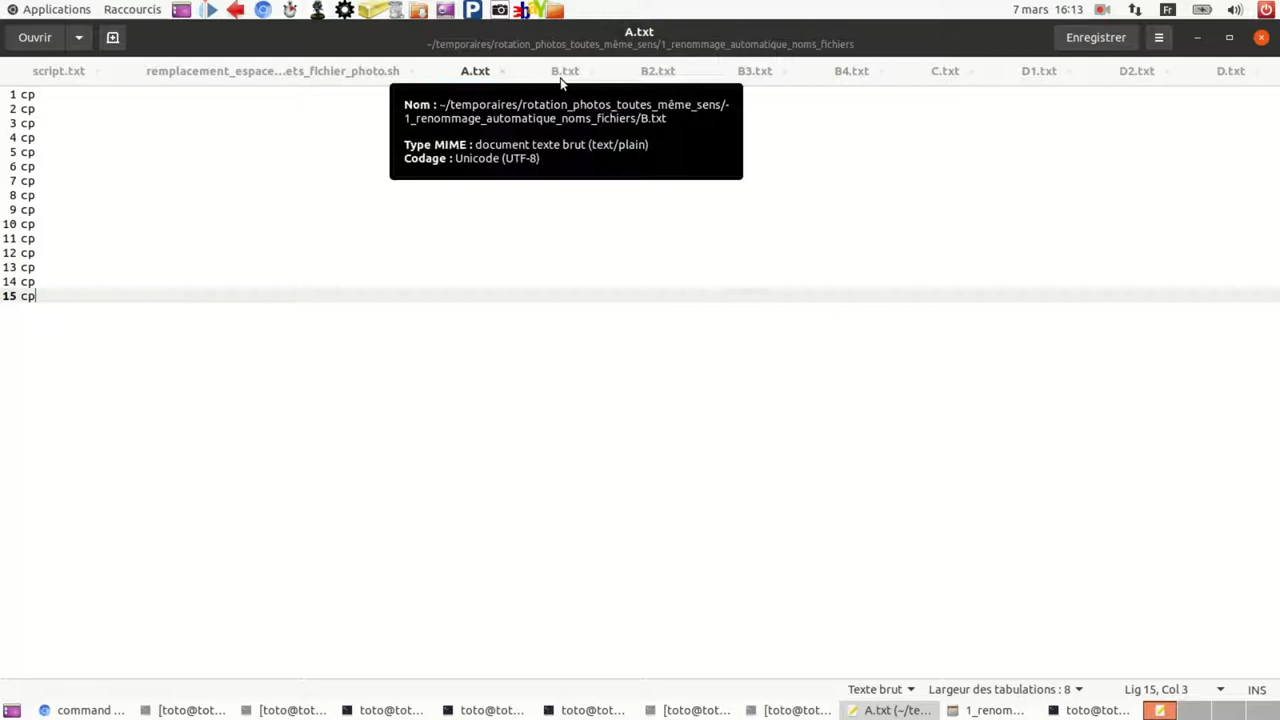 Applications Raccourcis 7 mars 16:13 Fr
Ouvrir A.txt Enregistrer
~/temporaires/rotation_photos_toutes_même_sens/1_renommage_automatique_noms_fichiers
script.txt remplacement_espace...ets_fichier_photo.sh A.txt B.txt B2.txt B3.txt B4.txt C.txt D1.txt D2.txt D.txt
1 cp
2 cp
3 cp
4 cp
5 cp
6 cp
7 cp
8 cp
9 cp
10 cp
11 cp
12 cp
13 cp
14 cp
15 cp
Nom : ~/temporaires/rotation_photos_toutes_même_sens/-
1_renommage_automatique_noms_fichiers/B.txt
Type MIME : document texte brut (text/plain)
Codage : Unicode (UTF-8)
Texte brut Largeur des tabulations : 8 Lig 15, Col 3 INS
command ... [toto@tot... [toto@tot... toto@tot... toto@tot... toto@tot... [toto@tot... [toto@tot... A.txt (~/te... 1_renom... toto@tot...